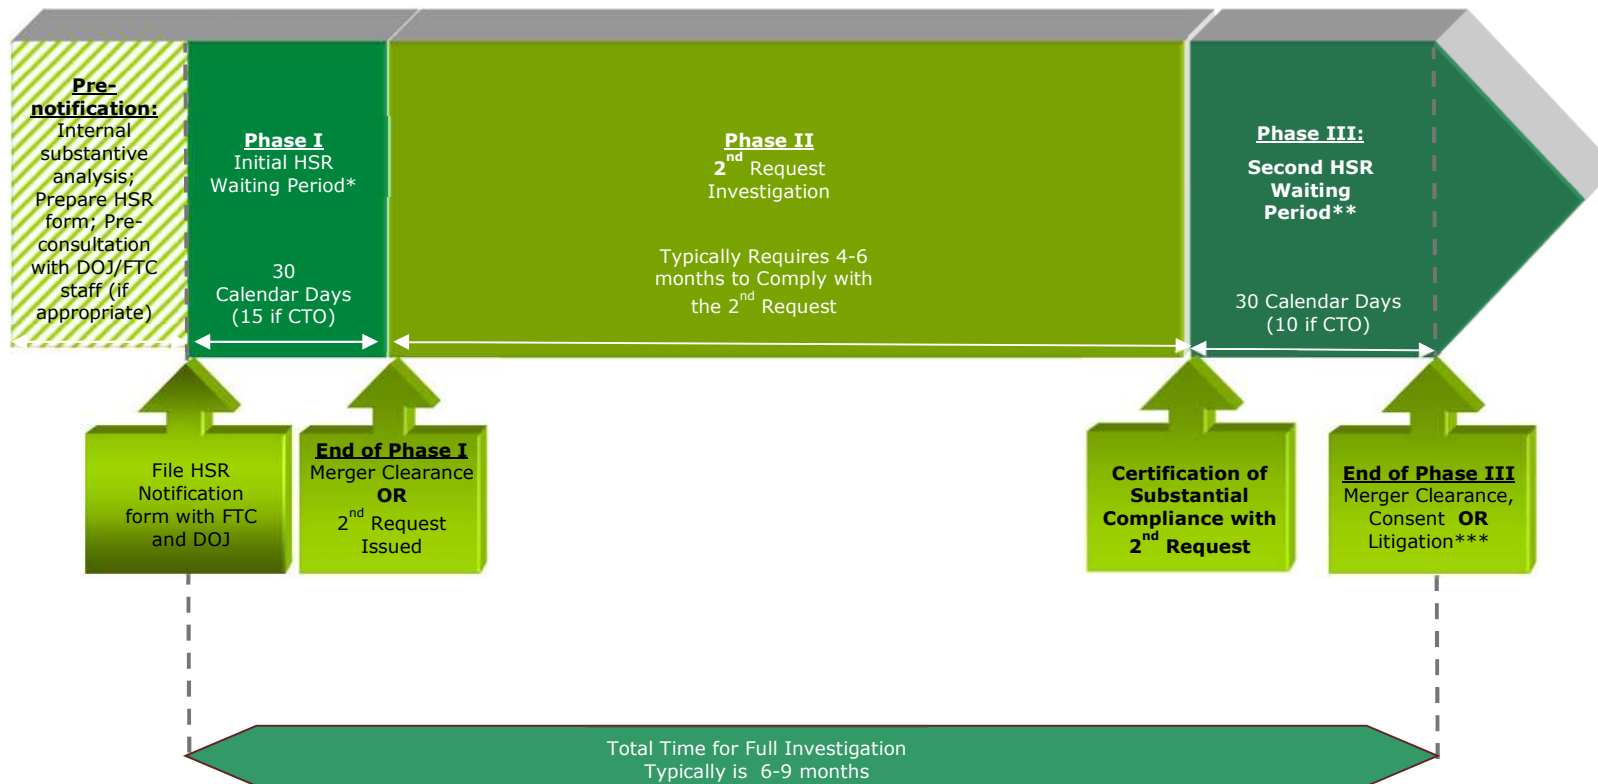 Pre-
notification:
Internal
substantive
analysis;
Prepare HSR
form; Pre-
consultation
with DOJ/FTC
staff (if
appropriate)
Phase I
Initial HSR
Waiting Period*
30
Calendar Days
(15 if CTO)
Phase II
2nd Request
Investigation
Typically Requires 4-6
months to Comply with
the 2nd Request
Phase III:
Second HSR
Waiting
Period**
30 Calendar Days
(10 if CTO)
File HSR
Notification
form with FTC
and DOJ
End of Phase I
Merger Clearance
OR
2nd Request
Issued
Certification of
Substantial
Compliance with
2nd Request
End of Phase III
Merger Clearance,
Consent OR
Litigation***
Total Time for Full Investigation
Typically is 6-9 months